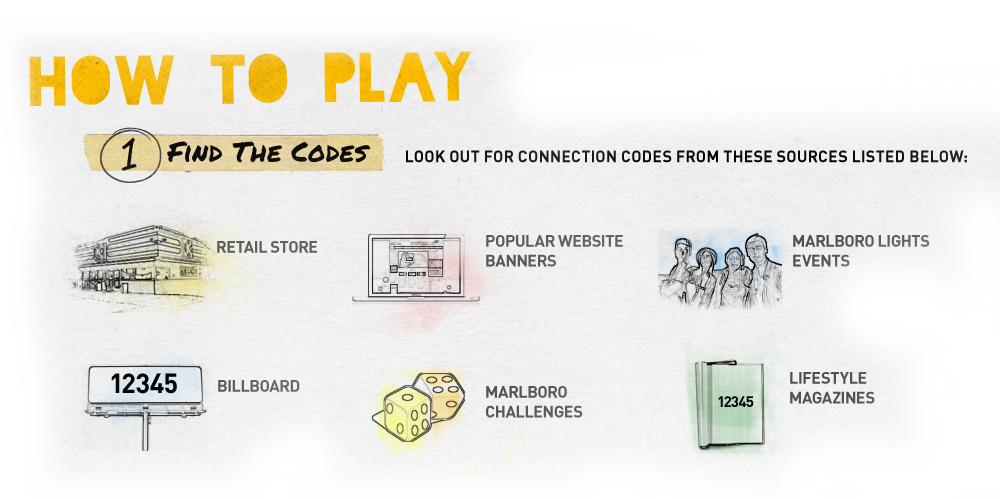 HOW TO PLAY
1 FIND THE CODES
LOOK OUT FOR CONNECTION CODES FROM THESE SOURCES LISTED BELOW:
RETAIL STORE
POPULAR WEBSITE
BANNERS
MARLBORO LIGHTS
EVENTS
12345
BILLBOARD
MARLBORO
CHALLENGES
12345
LIFESTYLE
MAGAZINES